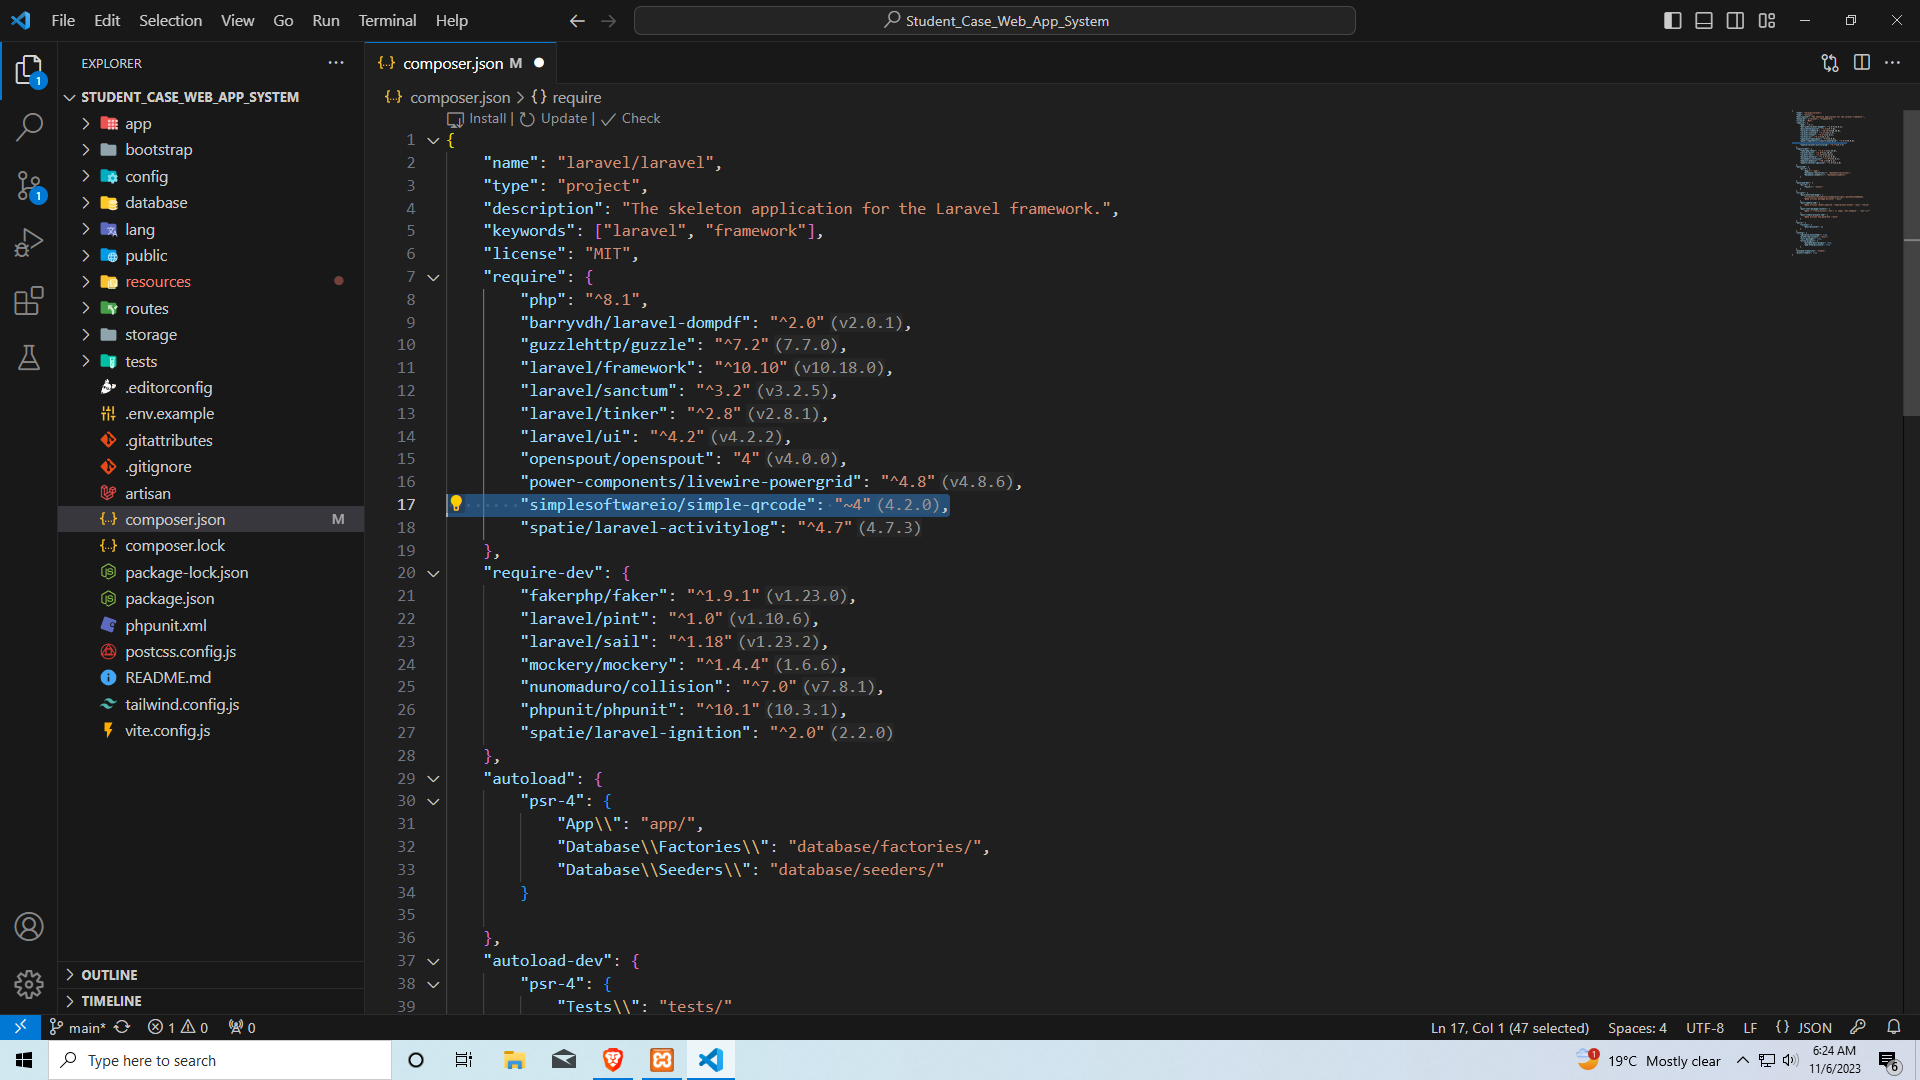 File Edit Selection View Go Run Terminal Help
Student_Case_Web_App_System
EXPLORER
STUDENT_CASE_WEB_APP_SYSTEM
app
bootstrap
config
database
lang
public
resources
routes
storage
tests
.editorconfig
.env.example
.gitattributes
.gitignore
artisan
composer.json M
composer.lock
package-lock.json
package.json
phpunit.xml
postcss.config.js
README.md
tailwind.config.js
vite.config.js
OUTLINE
TIMELINE
1
1
composer.json M
composer.json > {} require
Install | Update | Check
1 {
2 "name": "laravel/laravel",
3 "type": "project",
4 "description": "The skeleton application for the Laravel framework.",
5 "keywords": ["laravel", "framework"],
6 "license": "MIT",
7 "require": {
8 "php": "^8.1",
9 "barryvdh/laravel-dompdf": "^2.0" (v2.0.1),
10 "guzzlehttp/guzzle": "^7.2" (7.7.0),
11 "laravel/framework": "^10.10" (v10.18.0),
12 "laravel/sanctum": "^3.2" (v3.2.5),
13 "laravel/tinker": "^2.8" (v2.8.1),
14 "laravel/ui": "^4.2" (v4.2.2),
15 "openspout/openspout": "4" (v4.0.0),
16 "power-components/livewire-powergrid": "^4.8" (v4.8.6),
17 "simplesoftwareio/simple-qrcode": "~4" (4.2.0),
18 "spatie/laravel-activitylog": "^4.7" (4.7.3)
19 },
20 "require-dev": {
21 "fakerphp/faker": "^1.9.1" (v1.23.0),
22 "laravel/pint": "^1.0" (v1.10.6),
23 "laravel/sail": "^1.18" (v1.23.2),
24 "mockery/mockery": "^1.4.4" (1.6.6),
25 "nunomaduro/collision": "^7.0" (v7.8.1),
26 "phpunit/phpunit": "^10.1" (10.3.1),
27 "spatie/laravel-ignition": "^2.0" (2.2.0)
28 },
29 "autoload": {
30 "psr-4": {
31 "App\\": "app/",
32 "Database\\Factories\\": "database/factories/",
33 "Database\\Seeders\\": "database/seeders/"
34 }
35
36 },
37 "autoload-dev": {
38 "psr-4": {
39 "Tests\\": "tests/"
main* 1 0 0
Ln 17, Col 1 (47 selected) Spaces: 4 UTF-8 LF {} JSON
Type here to search
1 19°C Mostly clear
6:24 AM
11/6/2023
6